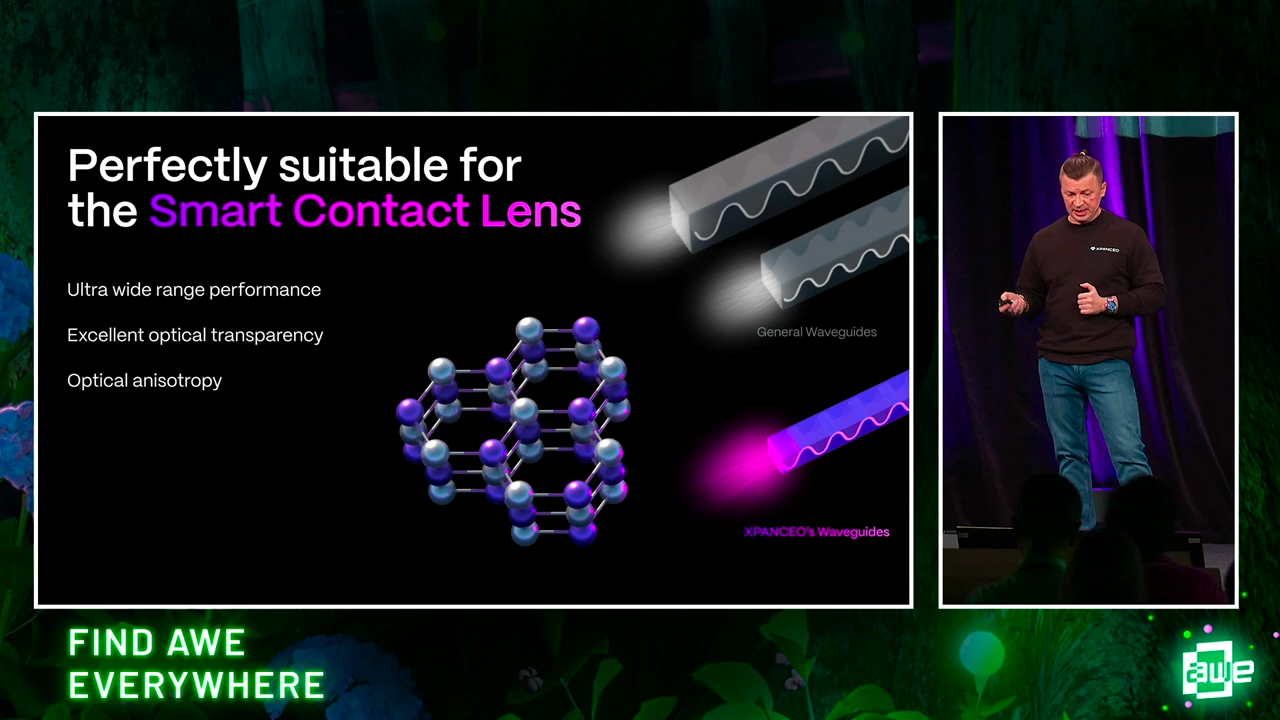 Perfectly suitable for
the Smart Contact Lens
Ultra wide range performance
Excellent optical transparency
Optical anisotropy
General Waveguides
XPANCEO's Waveguides
XPANCEO
FIND AWE
EVERYWHERE
awe